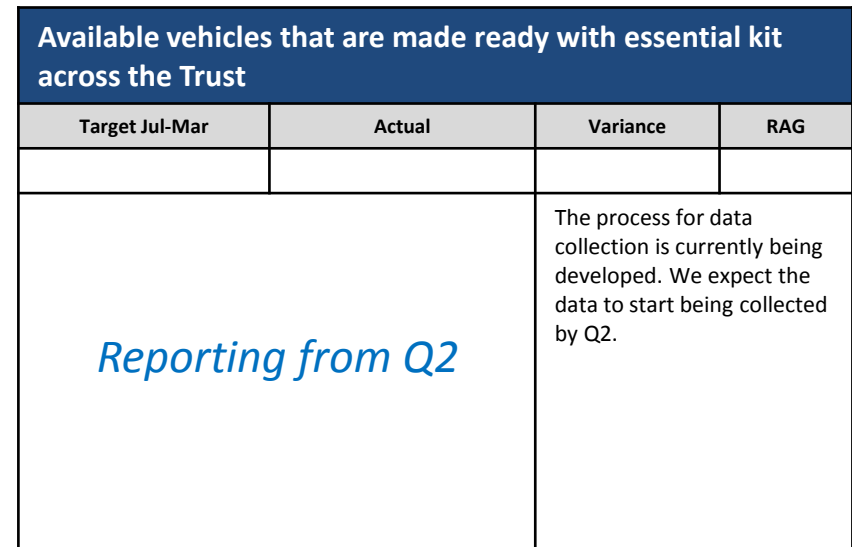 Available vehicles that are made ready with essential kit
across the Trust
Target Jul-Mar Actual Variance RAG
Reporting from Q2
The process for data
collection is currently being
developed. We expect the
data to start being collected
by Q2.